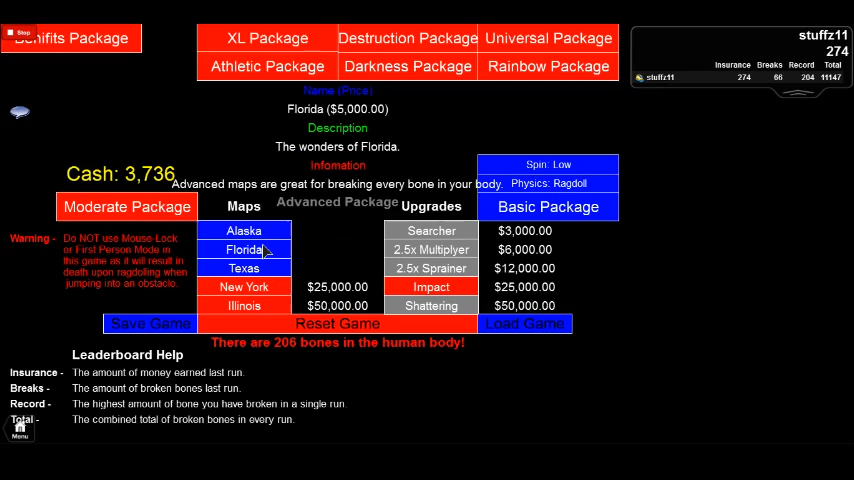 Stop
Benifits Package
XL Package
Destruction Package
Universal Package
Athletic Package
Darkness Package
Rainbow Package
stuffz11
274
Insurance Breaks Record Total
stuffz11 274 66 204 11147
Name (Price)
Florida ($5,000.00)
Description
The wonders of Florida.
Infomation
Advanced maps are great for breaking every bone in your body.
Cash: 3,736
Spin: Low
Physics: Ragdoll
Moderate Package
Maps
Advanced Package
Upgrades
Basic Package
Warning - Do NOT use Mouse-Lock
or First Person Mode in
this game as it will result in
death upon ragdolling when
jumping into an obstacle.
Alaska Searcher $3,000.00
Florida 2.5x Multiplyer $6,000.00
Texas 2.5x Sprainer $12,000.00
New York $25,000.00 Impact $25,000.00
Illinois $50,000.00 Shattering $50,000.00
Save Game Reset Game Load Game
There are 206 bones in the human body!
Leaderboard Help
Insurance - The amount of money earned last run.
Breaks - The amount of broken bones last run.
Record - The highest amount of bone you have broken in a single run.
Total - The combined total of broken bones in every run.
Menu